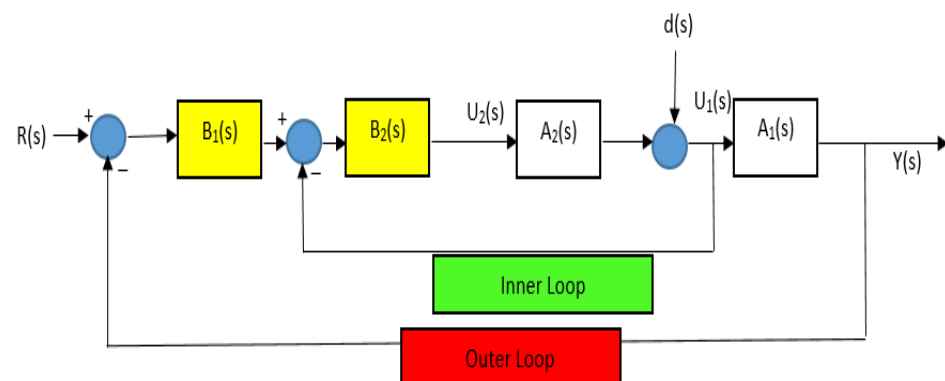 d(s)
R(s)
+
−
B₁(s)
+
−
B₂(s)
U₂(s)
A₂(s)
U₁(s)
A₁(s)
Y(s)
Inner Loop
Outer Loop